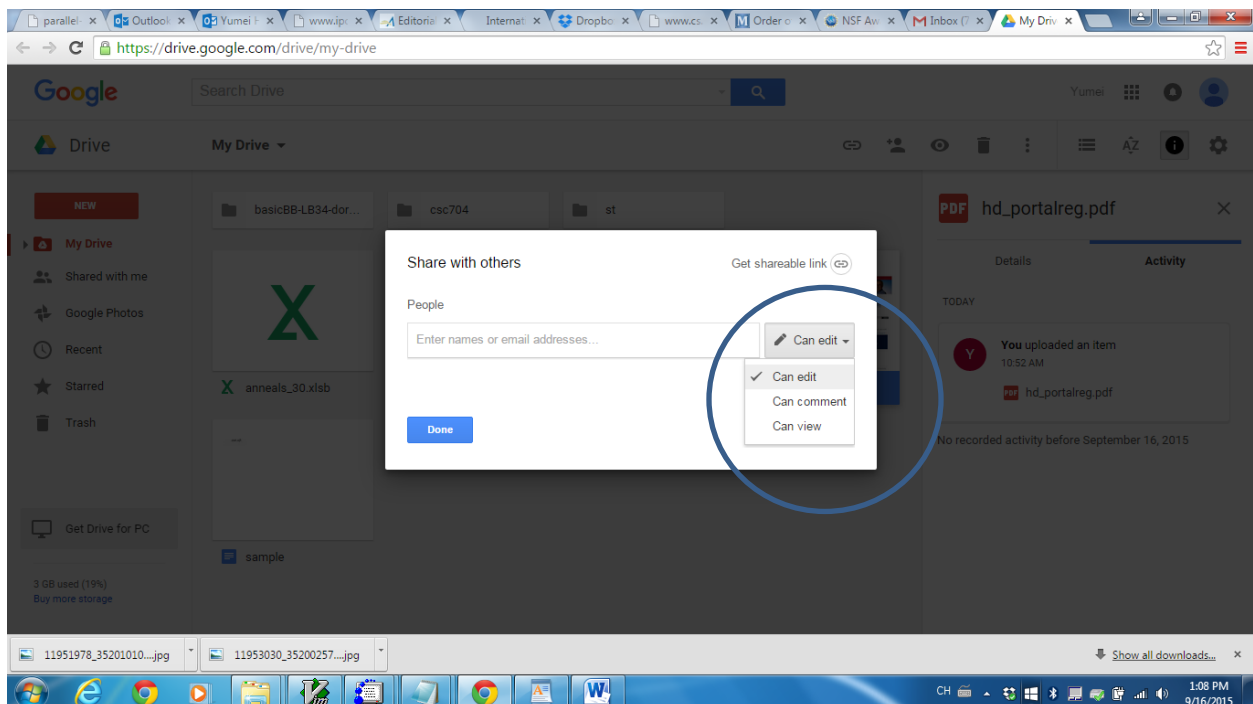 parallel-
Outlook
Yumei H
www.ipc
Editorial
Internat
Dropbo
www.cs.
Order o
NSF Aw
Inbox (7
My Driv
https://drive.google.com/drive/my-drive
Google
Search Drive
Yumei
Drive
My Drive
NEW
My Drive
Shared with me
Google Photos
Recent
Starred
Trash
Get Drive for PC
3 GB used (19%)
Buy more storage
basicBB-LB34-dor...
csc704
st
X
X anneals_30.xlsb
sample
Share with others
Get shareable link
People
Enter names or email addresses...
Can edit
Can edit
Can comment
Can view
Done
PDF hd_portalreg.pdf
Details
Activity
TODAY
Y
You uploaded an item
10:52 AM
PDF hd_portalreg.pdf
No recorded activity before September 16, 2015
11951978_35201010....jpg
11953030_35200257....jpg
Show all downloads...
CH
1:08 PM
9/16/2015